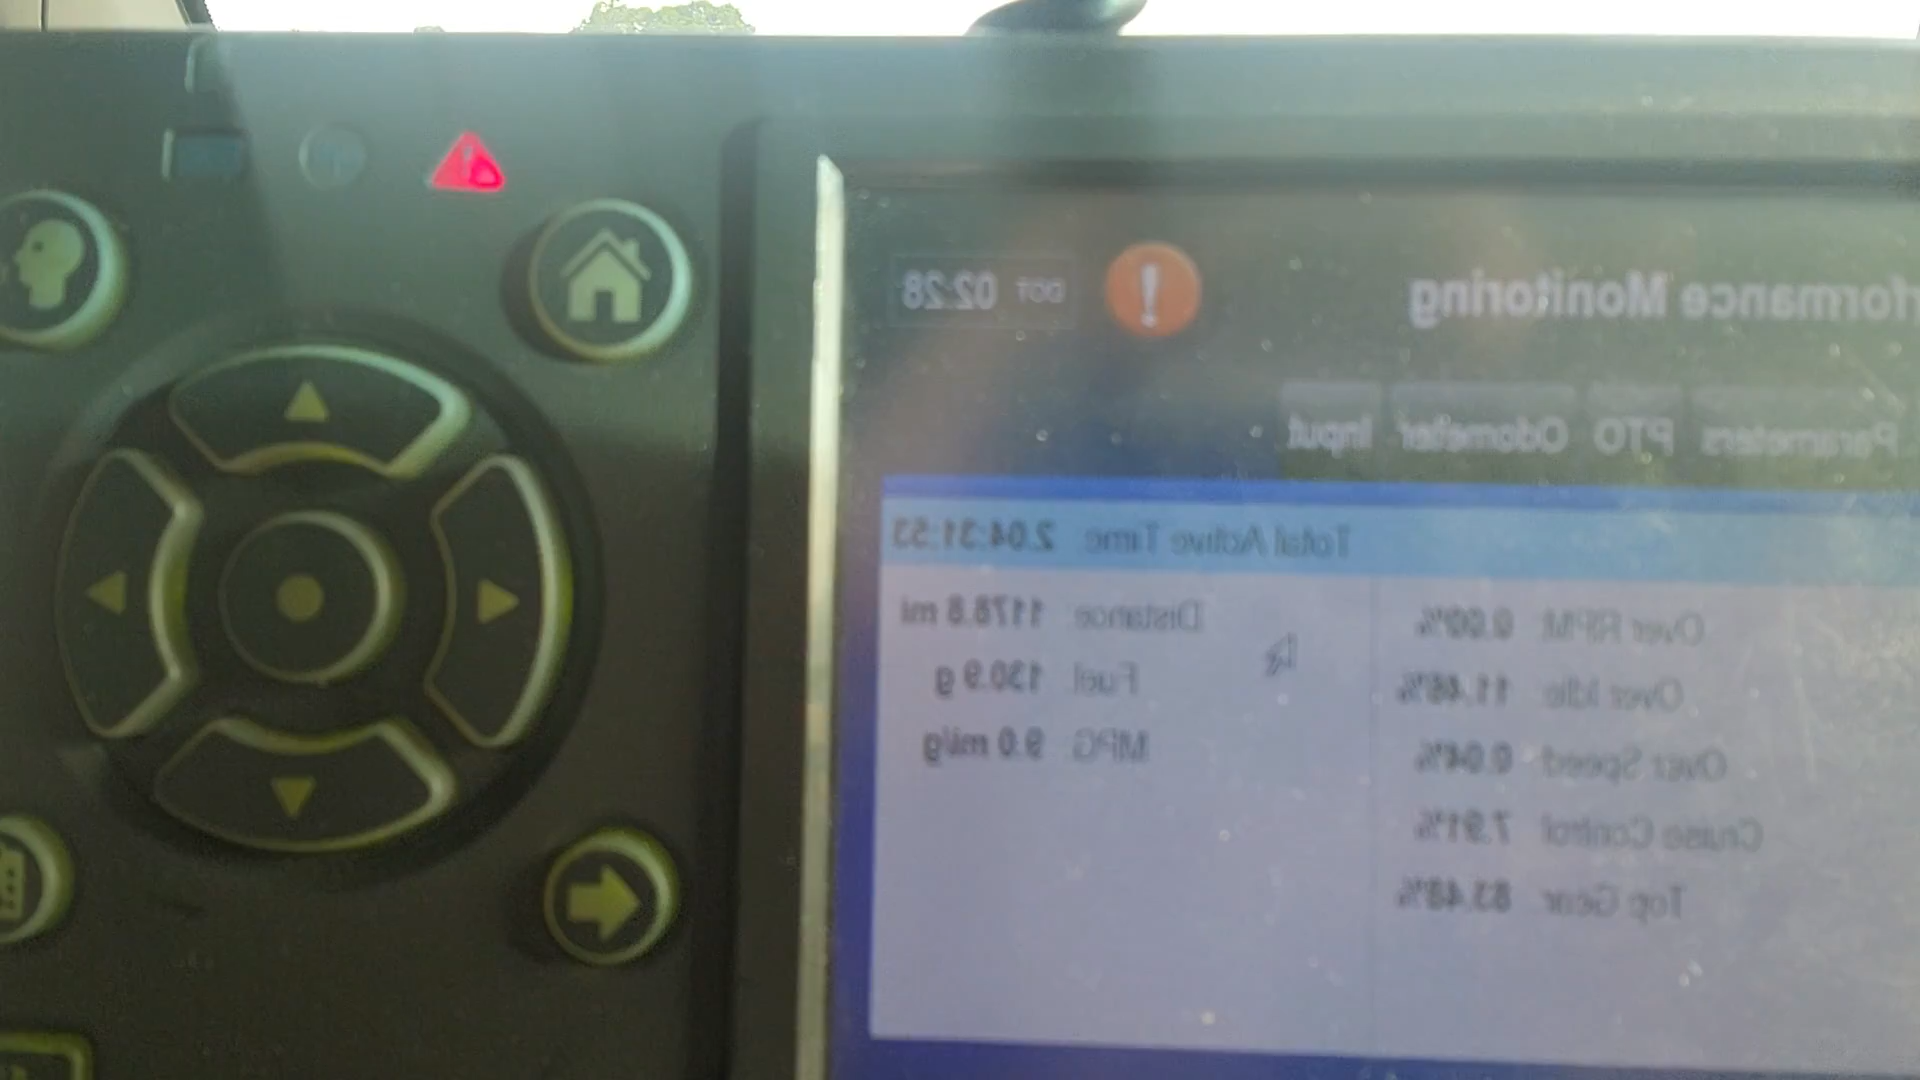 rformance Monitoring
DOT 02:28
Parameters PTO Odometer Input
Total Active Time 2.04:31:53
Over RPM 0.00%
Over Idle 11.46%
Over Speed 0.04%
Cruise Control 7.91%
Top Gear 83.48%
Distance 1178.8 mi
Fuel 130.9 g
MPG 9.0 mi/g